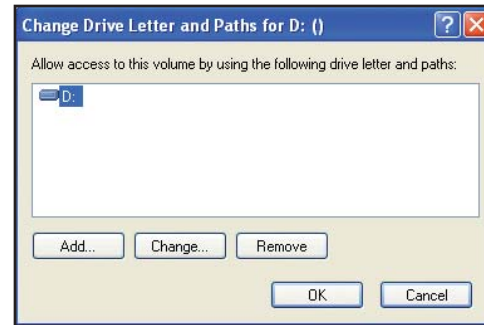 Change Drive Letter and Paths for D: ()
Allow access to this volume by using the following drive letter and paths:
D:
Add... Change... Remove
OK Cancel